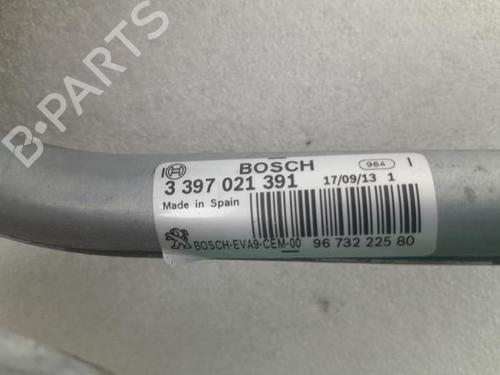 B-PARTS
BOSCH 964 I
3 397 021 391 17/09/13 1
Made in Spain
BOSCH-EVA9-CEM-00 96 732 225 80